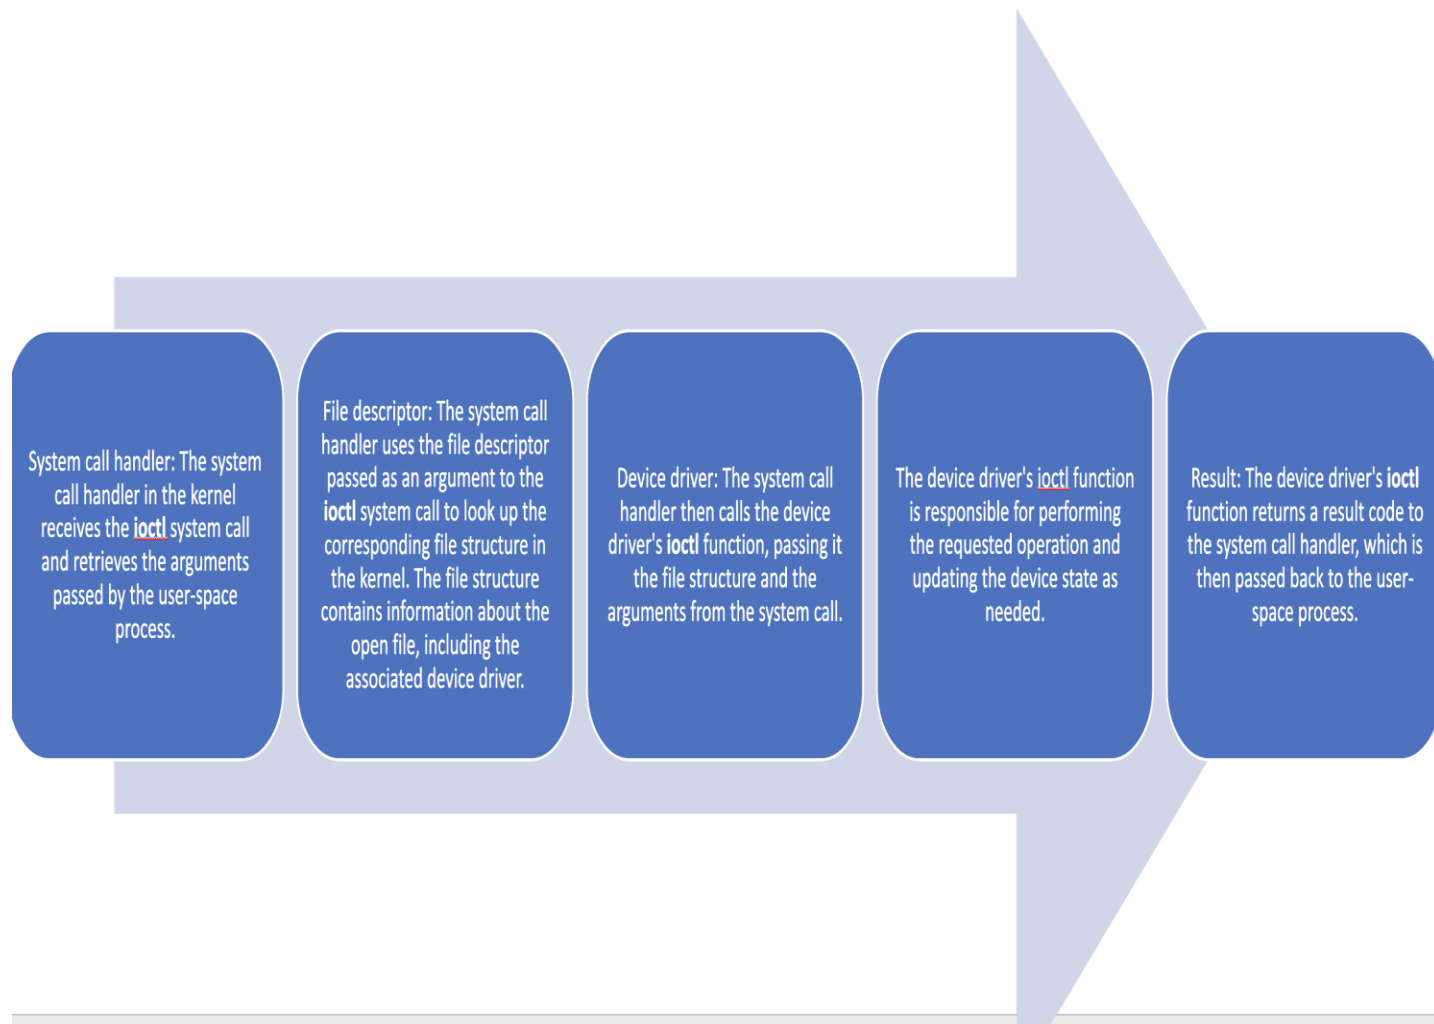 System call handler: The system
call handler in the kernel
receives the ioctl system call
and retrieves the arguments
passed by the user-space
process.
File descriptor: The system call
handler uses the file descriptor
passed as an argument to the
ioctl system call to look up the
corresponding file structure in
the kernel. The file structure
contains information about the
open file, including the
associated device driver.
Device driver: The system call
handler then calls the device
driver's ioctl function, passing it
the file structure and the
arguments from the system call.
The device driver's ioctl function
is responsible for performing
the requested operation and
updating the device state as
needed.
Result: The device driver's ioctl
function returns a result code to
the system call handler, which is
then passed back to the user-
space process.